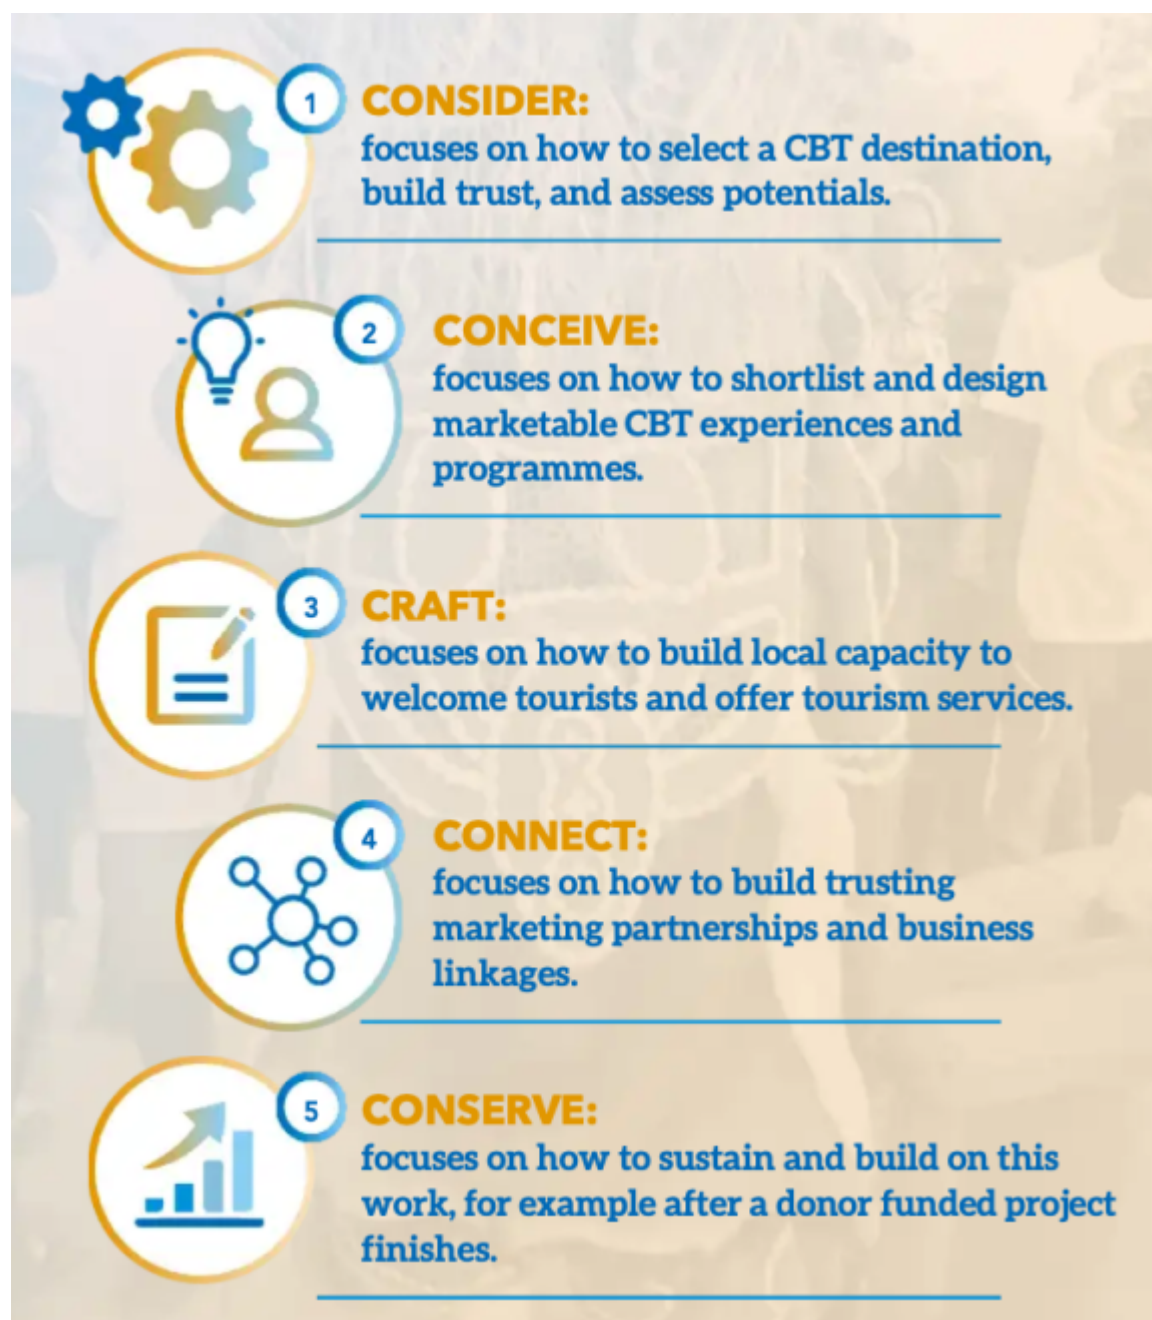 1
CONSIDER:
focuses on how to select a CBT destination,
build trust, and assess potentials.
2
CONCEIVE:
focuses on how to shortlist and design
marketable CBT experiences and
programmes.
3
CRAFT:
focuses on how to build local capacity to
welcome tourists and offer tourism services.
4
CONNECT:
focuses on how to build trusting
marketing partnerships and business
linkages.
5
CONSERVE:
focuses on how to sustain and build on this
work, for example after a donor funded project
finishes.